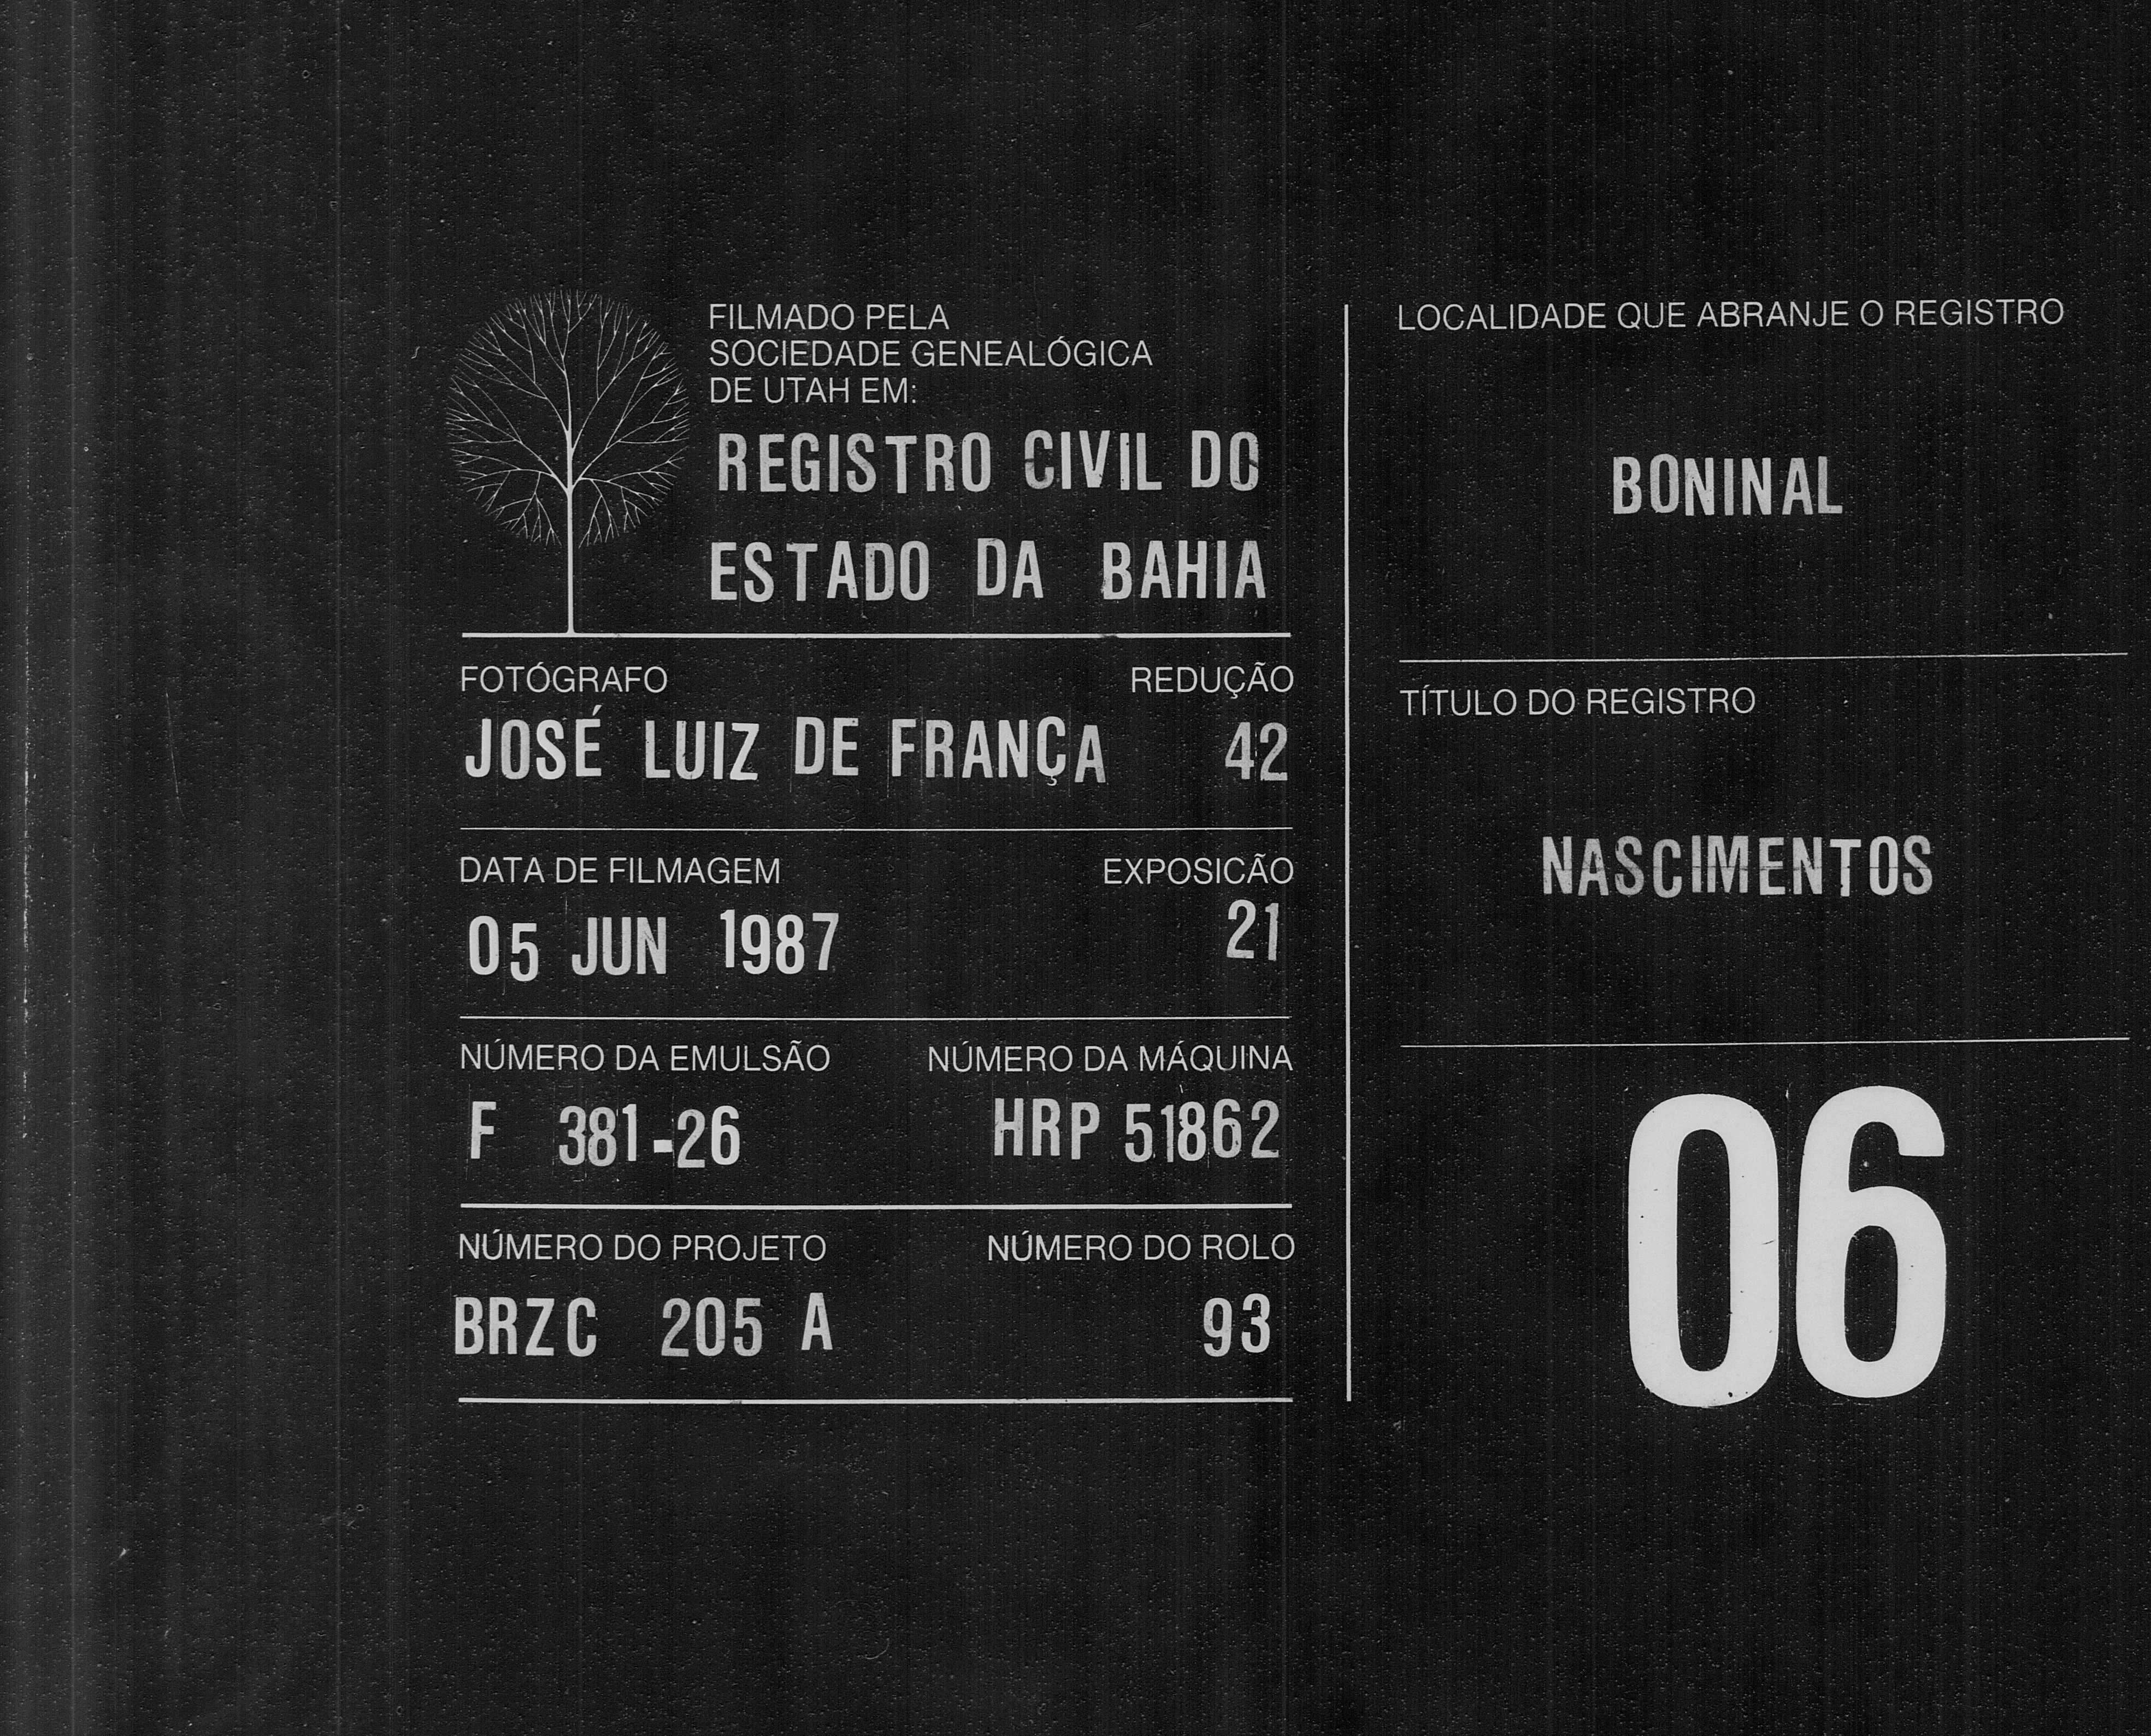 FILMADO PELA
SOCIEDADE GENEALÓGICA
DE UTAH EM:
REGISTRO CIVIL DO
ESTADO DA BAHIA
FOTÓGRAFO REDUÇÃO
JOSÉ LUIZ DE FRANÇA 42
DATA DE FILMAGEM EXPOSICÃO
05 JUN 1987 21
NÚMERO DA EMULSÃO NÚMERO DA MÁQUINA
F 381-26 HRP 51862
NÚMERO DO PROJETO NÚMERO DO ROLO
BRZC 205 A 93
LOCALIDADE QUE ABRANJE O REGISTRO
BONINAL
TÍTULO DO REGISTRO
NASCIMENTOS
06